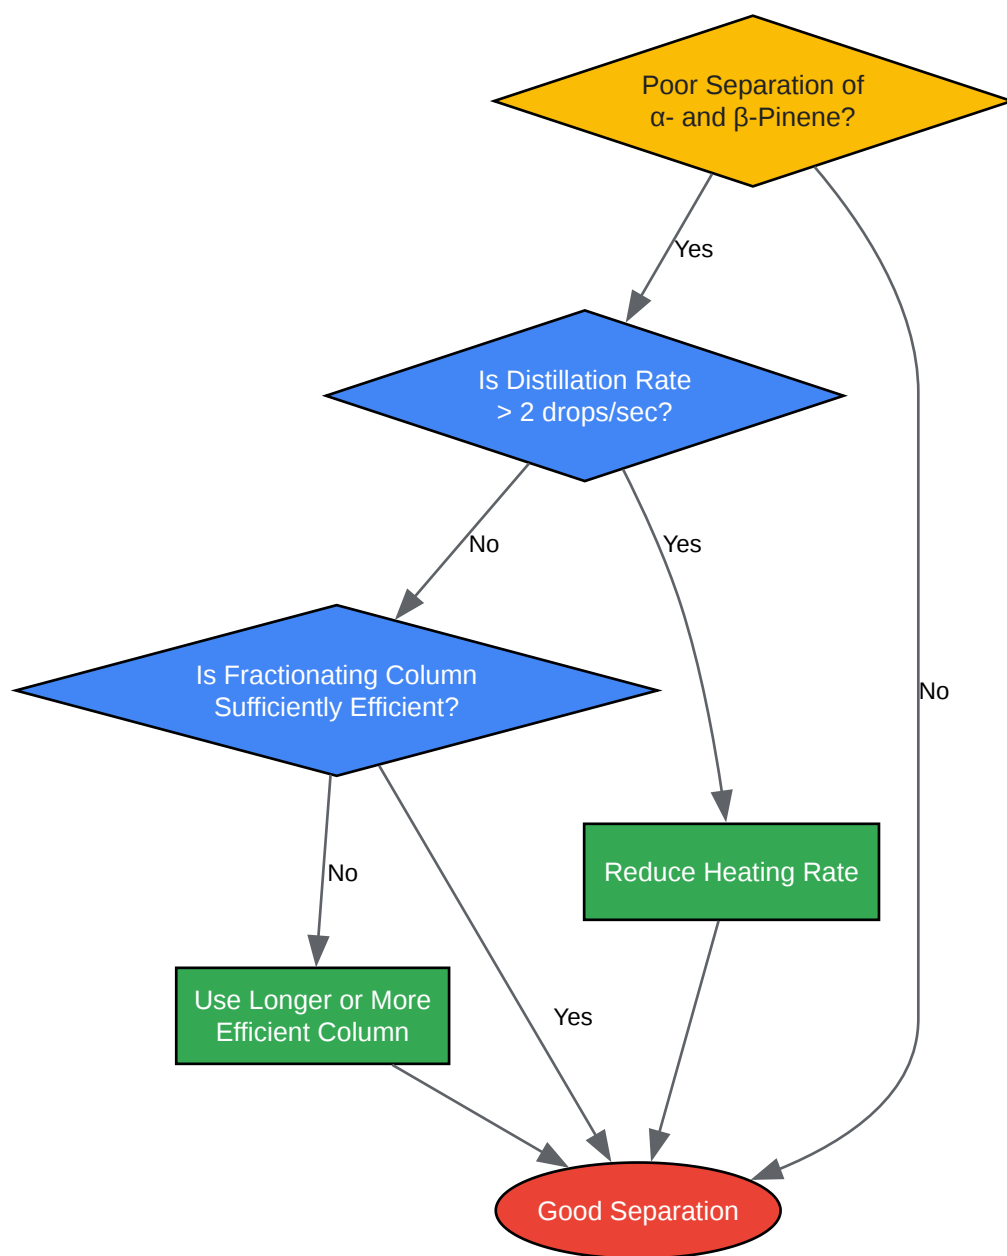 Poor Separation of
α- and β-Pinene?
Yes
Is Distillation Rate
> 2 drops/sec?
No
Yes
Is Fractionating Column
Sufficiently Efficient?
No
No
Reduce Heating Rate
Use Longer or More
Efficient Column
Yes
Good Separation